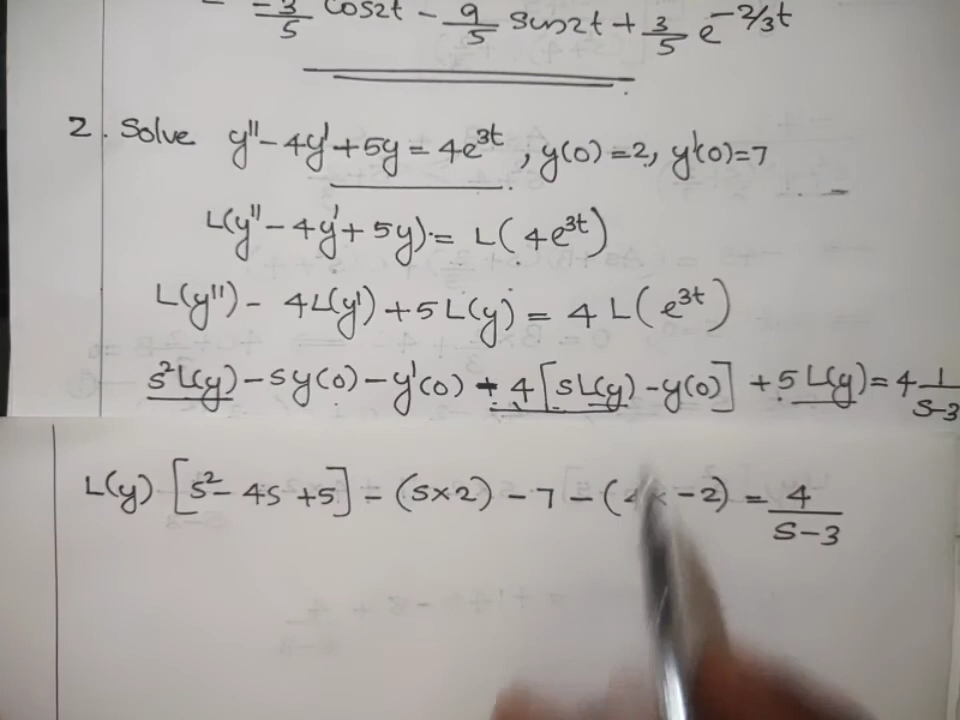 = -3/5 cos2t - 9/5 sin2t + 3/5 e^-2/3t
2. Solve y" - 4y' + 5y = 4e^3t, y(0) = 2, y'(0) = 7
L(y" - 4y' + 5y) = L(4e^3t)
L(y") - 4L(y') + 5L(y) = 4L(e^3t)
s²L(y) - sy(0) - y'(0) - 4[sL(y) - y(0)] + 5L(y) = 4 1/s-3
L(y) [s² - 4s + 5] - (s×2) - 7 - (4× -2) = 4/s-3